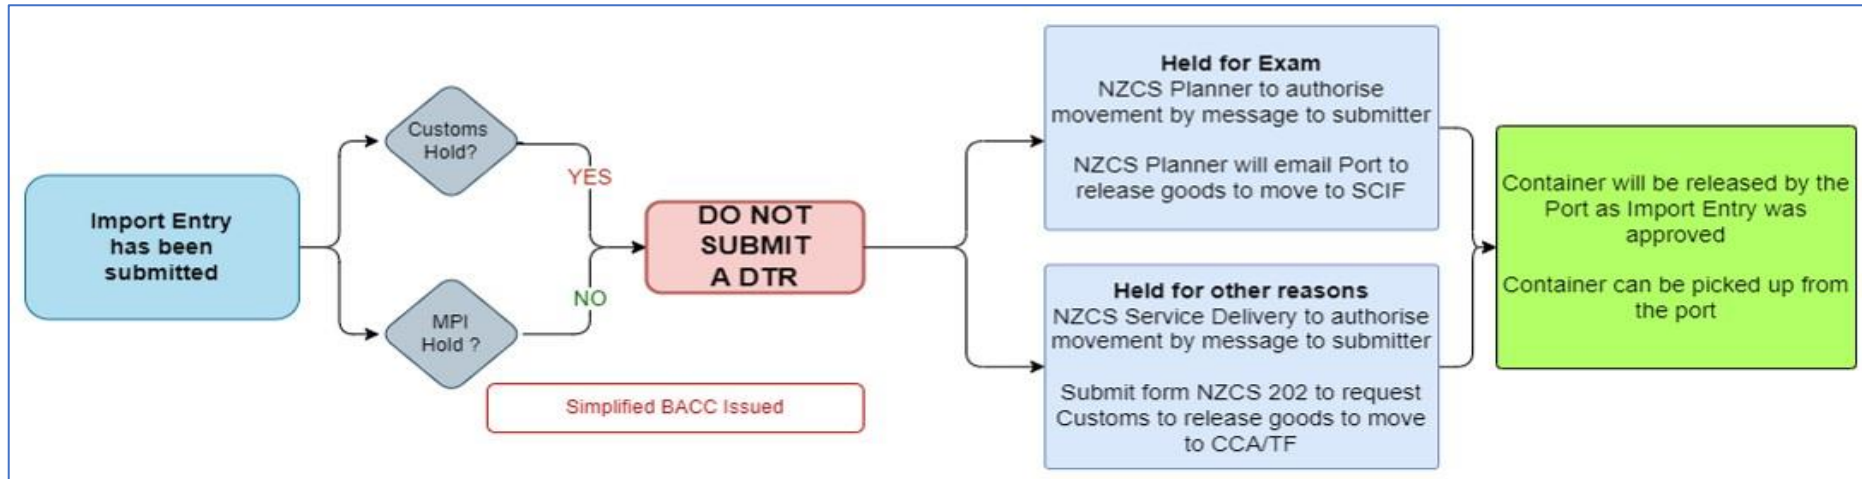 Import Entry
has been
submitted
Customs
Hold?
YES
MPI
Hold ?
NO
Simplified BACC Issued
DO NOT
SUBMIT
A DTR
Held for Exam
NZCS Planner to authorise
movement by message to submitter
NZCS Planner will email Port to
release goods to move to SCIF
Held for other reasons
NZCS Service Delivery to authorise
movement by message to submitter
Submit form NZCS 202 to request
Customs to release goods to move
to CCA/TF
Container will be released by the
Port as Import Entry was
approved
Container can be picked up from
the port